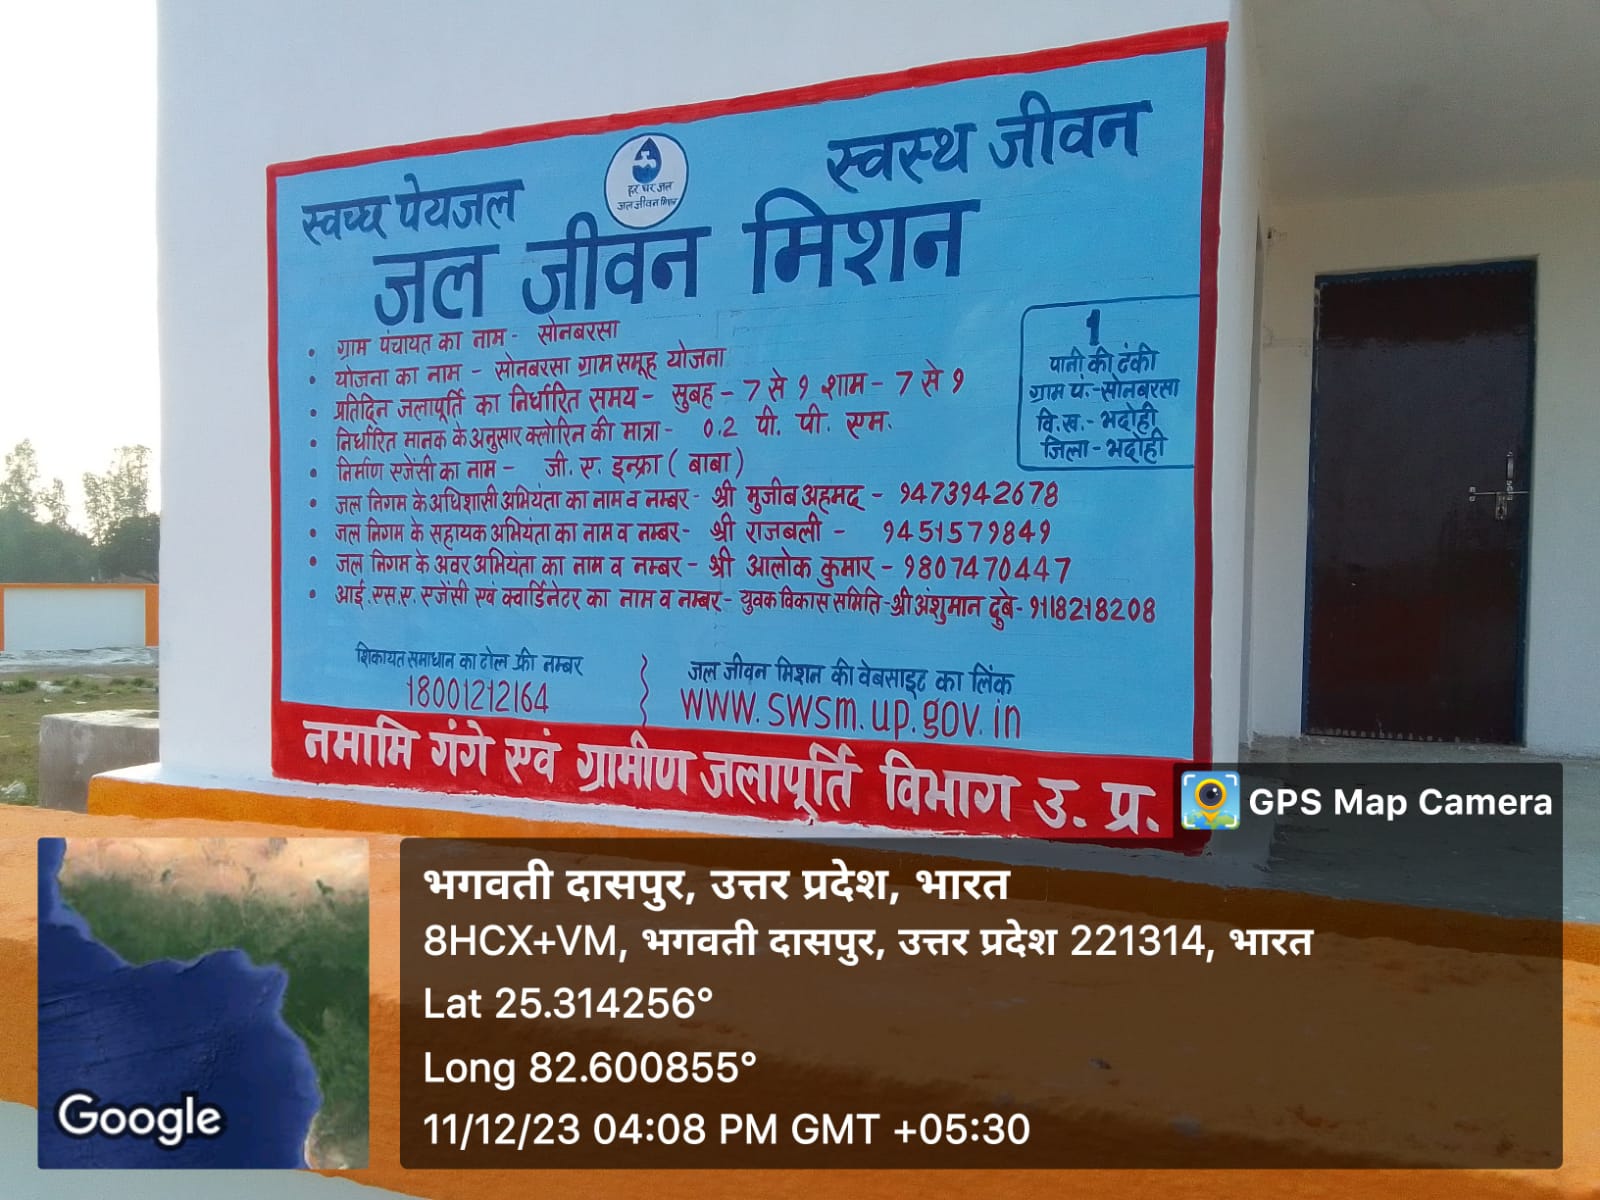 स्वच्छ पेयजल
हर घर जल
जल जीवन मिशन
स्वस्थ जीवन
जल जीवन मिशन
• ग्राम पंचायत का नाम - सोनबरसा
• योजना का नाम - सोनबरसा ग्राम समूह योजना
• प्रतिदिन जलापूर्ति का निर्धारित समय - सुबह - 7 से 9 शाम - 7 से 9
• निर्धारित मानक के अनुसार क्लोरिन की मात्रा - 0.2 पी. पी. एम.
• निर्माण एजेंसी का नाम - जी. ए. इन्फ्रा ( बाबा )
• जल निगम के अधिशासी अभियंता का नाम व नम्बर - श्री मुजीब अहमद - 9473942678
• जल निगम के सहायक अभियंता का नाम व नम्बर - श्री राजबली - 9451579849
• जल निगम के अवर अभियंता का नाम व नम्बर - श्री आलोक कुमार - 9807470447
• आई.एस.ए. एजेंसी एवं क्वार्डिनेटर का नाम व नम्बर - युवक विकास समिति - श्री अंशुमान दुबे - 9118218208
1
पानी की टंकी
ग्राम पं. - सोनबरसा
वि.ख. - भदोही
जिला - भदोही
शिकायत समाधान का टोल फ्री नम्बर
18001212164
जल जीवन मिशन की वेबसाइट का लिंक
www.swsm.up.gov.in
नमामि गंगे एवं ग्रामीण जलापूर्ति विभाग उ. प्र.
GPS Map Camera
भगवती दासपुर, उत्तर प्रदेश, भारत
8HCX+VM, भगवती दासपुर, उत्तर प्रदेश 221314, भारत
Lat 25.314256°
Long 82.600855°
11/12/23 04:08 PM GMT +05:30
Google